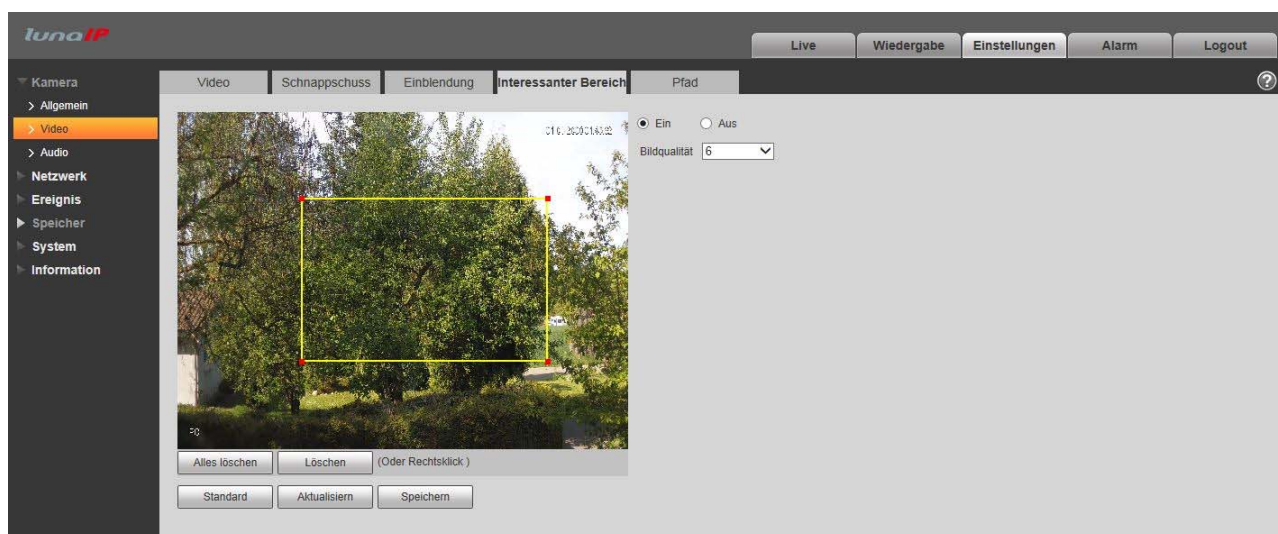 lunaIP
Live Wiedergabe Einstellungen Alarm Logout
Kamera
Allgemein
Video
Audio
Netzwerk
Ereignis
Speicher
System
Information
Video Schnappschuss Einblendung Interessanter Bereich Pfad
?
Ein Aus
Bildqualität 6
Alles löschen Löschen (Oder Rechtsklick )
Standard Aktualisiern Speichern